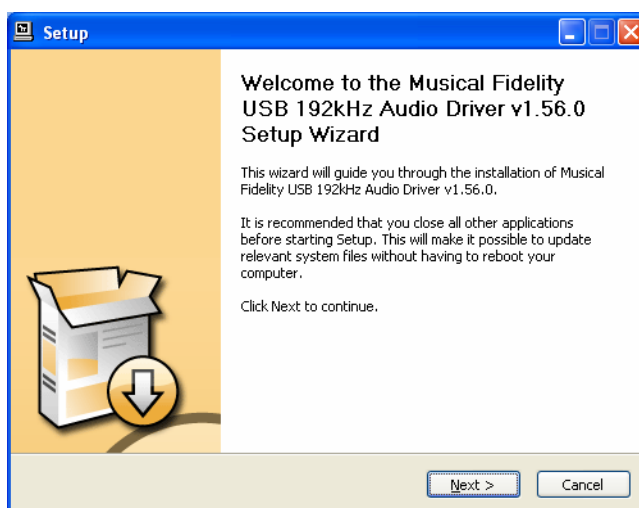 Setup
Welcome to the Musical Fidelity
USB 192kHz Audio Driver v1.56.0
Setup Wizard
This wizard will guide you through the installation of Musical
Fidelity USB 192kHz Audio Driver v1.56.0.
It is recommended that you close all other applications
before starting Setup. This will make it possible to update
relevant system files without having to reboot your
computer.
Click Next to continue.
Next > Cancel